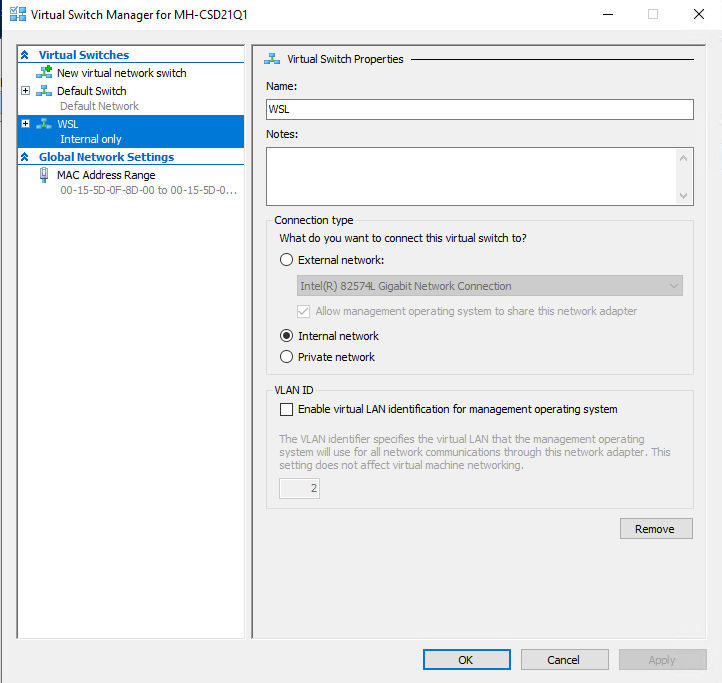 Virtual Switch Manager for MH-CSD21Q1
Virtual Switches
New virtual network switch
Default Switch
Default Network
WSL
Internal only
Global Network Settings
MAC Address Range
00-15-5D-0F-8D-00 to 00-15-5D-0...
Virtual Switch Properties
Name:
WSL
Notes:
Connection type
What do you want to connect this virtual switch to?
External network:
Intel(R) 82574L Gigabit Network Connection
Allow management operating system to share this network adapter
Internal network
Private network
VLAN ID
Enable virtual LAN identification for management operating system
The VLAN identifier specifies the virtual LAN that the management operating
system will use for all network communications through this network adapter. This
setting does not affect virtual machine networking.
2
Remove
OK
Cancel
Apply